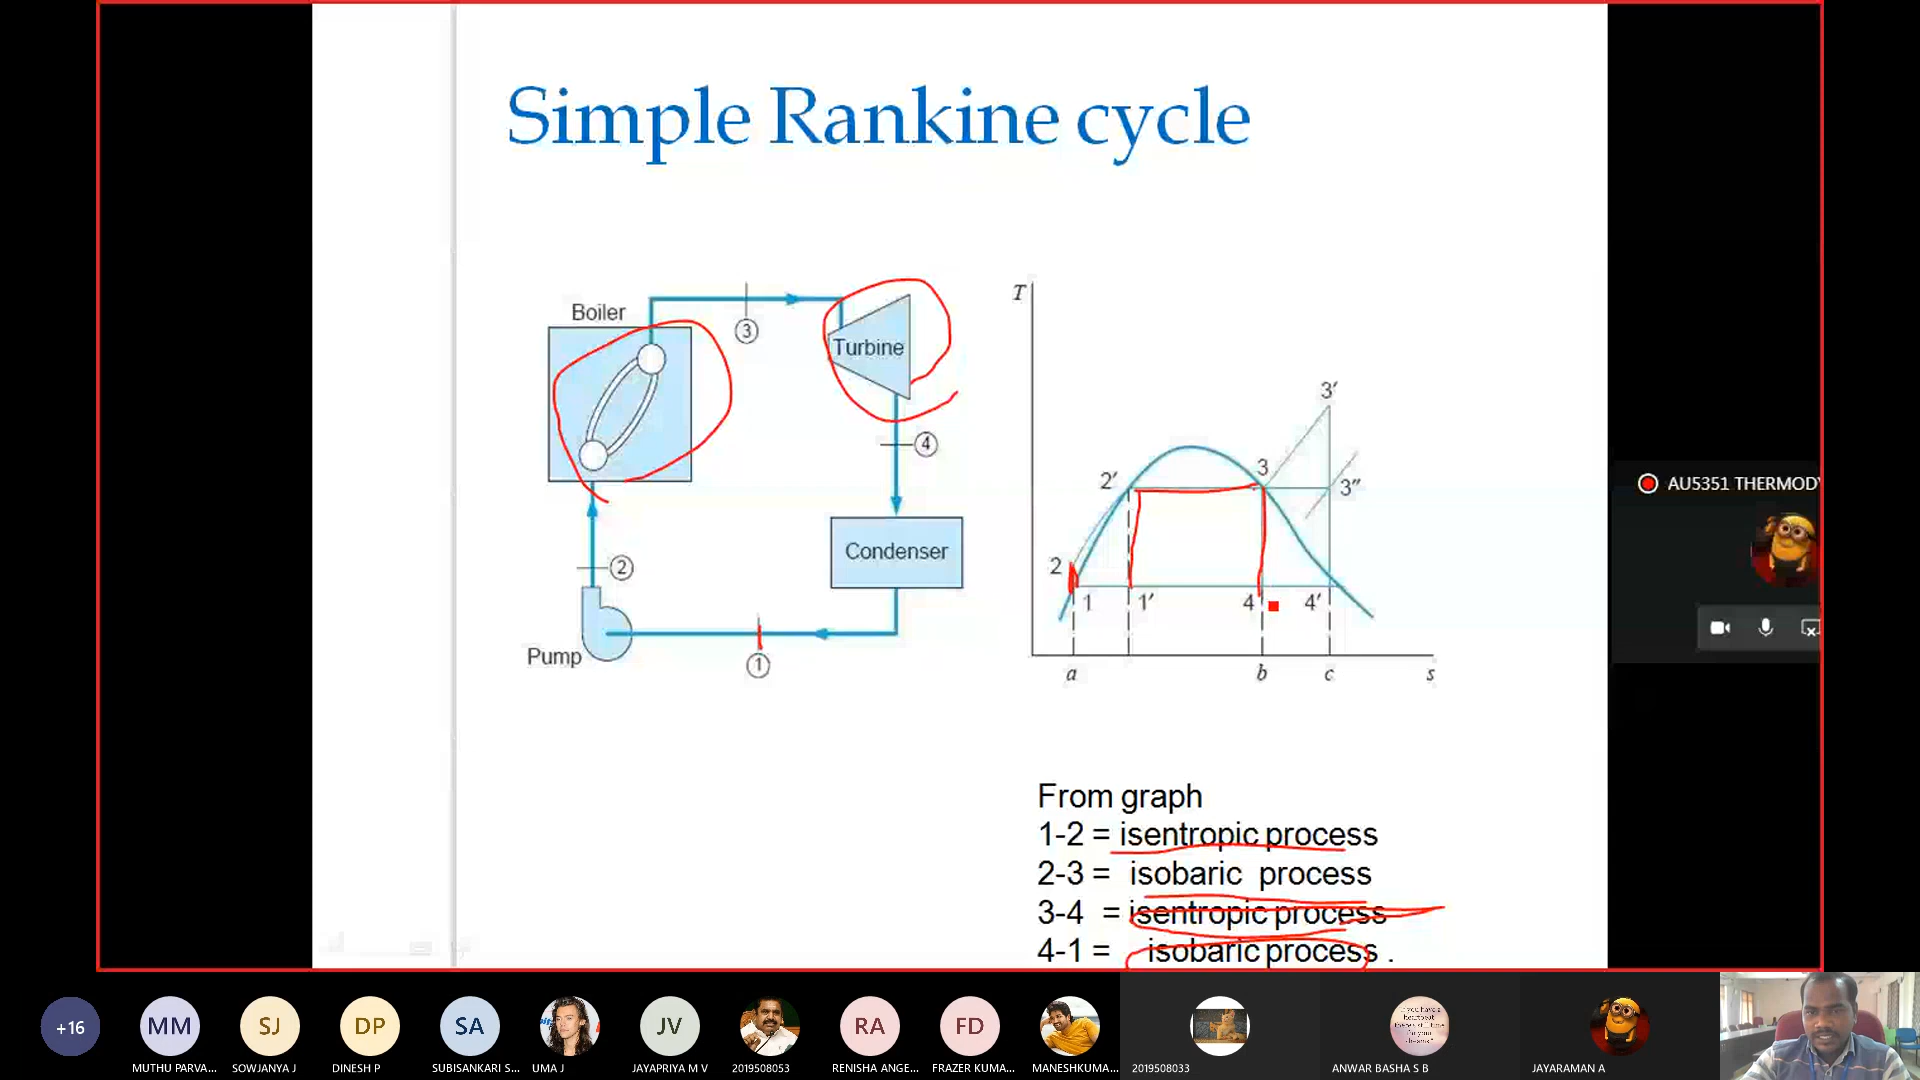 Simple Rankine cycle
Boiler
3
Turbine
4
Condenser
2
Pump
1
T
3′
3
2′
3″
2
1
1′
4
4′
a
b
c
s
From graph
1-2 = isentropic process
2-3 = isobaric process
3-4 = isentropic process
4-1 = isobaric process .
AU5351 THERMODY
+16
MM
SJ
DP
SA
JV
RA
FD
MUTHU PARVA...
SOWJANYA J
DINESH P
SUBISANKARI S...
UMA J
JAYAPRIYA M V
2019508053
RENISHA ANGE...
FRAZER KUMA...
MANESHKUMA...
2019508033
ANWAR BASHA S B
JAYARAMAN A